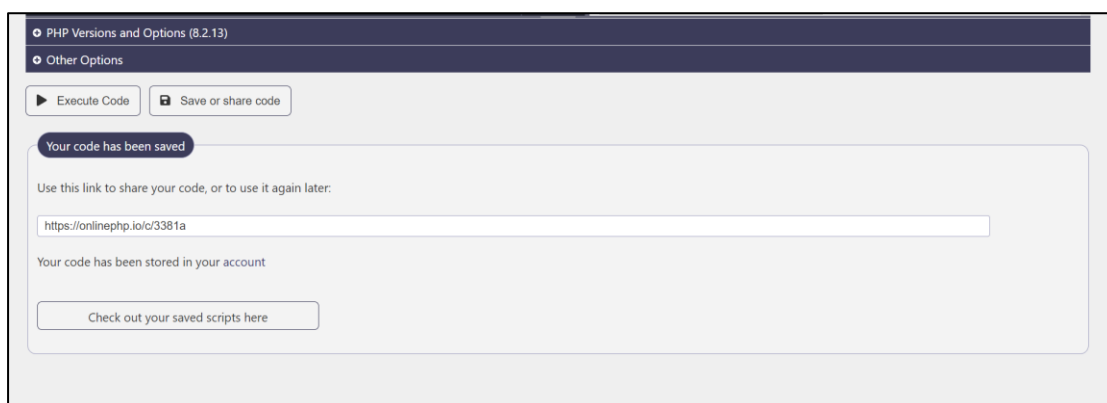 PHP Versions and Options (8.2.13)
Other Options
Execute Code
Save or share code
Your code has been saved
Use this link to share your code, or to use it again later:
https://onlinephp.io/c/3381a
Your code has been stored in your account
Check out your saved scripts here